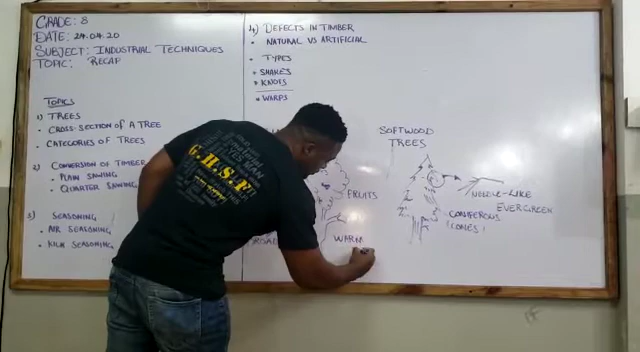 GRADE: 8
DATE: 24.04.20
SUBJECT: INDUSTRIAL TECHNIQUES
TOPIC: RECAP
TOPICS
1) TREES
• CROSS-SECTION OF A TREE
• CATEGORIES OF TREES
2) CONVERSION OF TIMBER
• PLAIN SAWING
• QUARTER SAWING
3) SEASONING
• AIR SEASONING
• KILN SEASONING
4) DEFECTS IN TIMBER
• NATURAL VS ARTIFICIAL
• TYPES
• SHAKES
• KNOTS
• WARPS
FRUITS
WARM
SOFTWOOD
TREES
NEEDLE-LIKE
EVERGREEN
CONIFEROUS
(CONES)
G.H.S.F